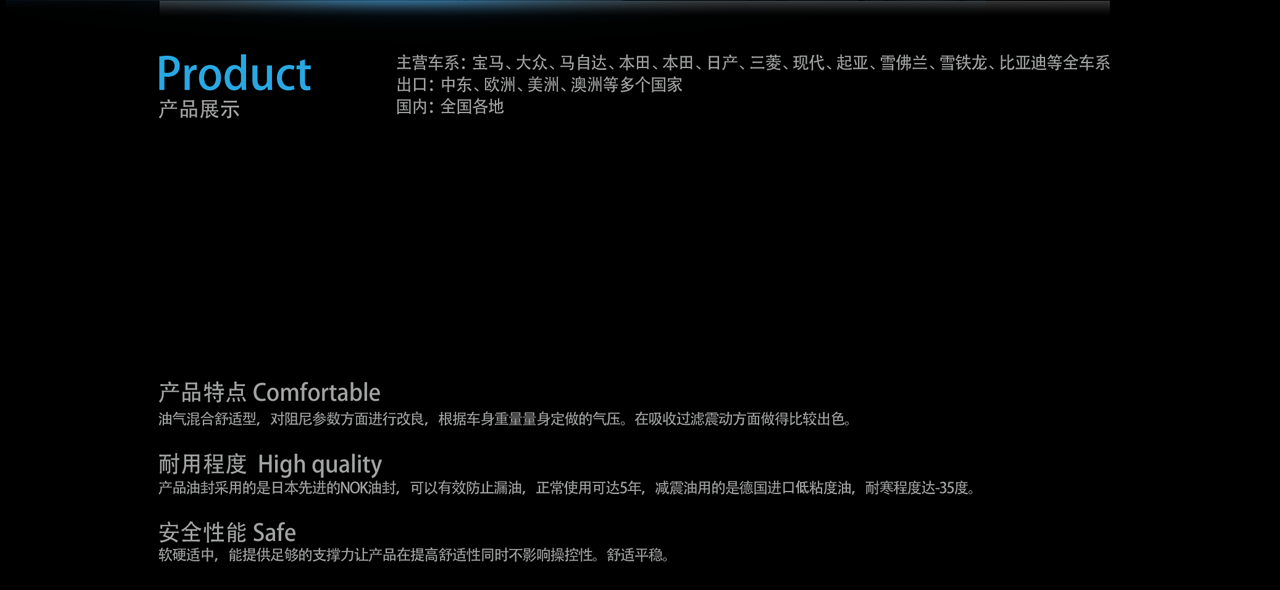 Product
产品展示
主营车系：宝马、大众、马自达、本田、本田、日产、三菱、现代、起亚、雪佛兰、雪铁龙、比亚迪等全车系
出口：中东、欧洲、美洲、澳洲等多个国家
国内：全国各地
产品特点 Comfortable
油气混合舒适型，对阻尼参数方面进行改良，根据车身重量量身定做的气压。在吸收过滤震动方面做得比较出色。
耐用程度 High quality
产品油封采用的是日本先进的NOK油封，可以有效防止漏油，正常使用可达5年，减震油用的是德国进口低粘度油，耐寒程度达-35度。
安全性能 Safe
软硬适中，能提供足够的支撑力让产品在提高舒适性同时不影响操控性。舒适平稳。